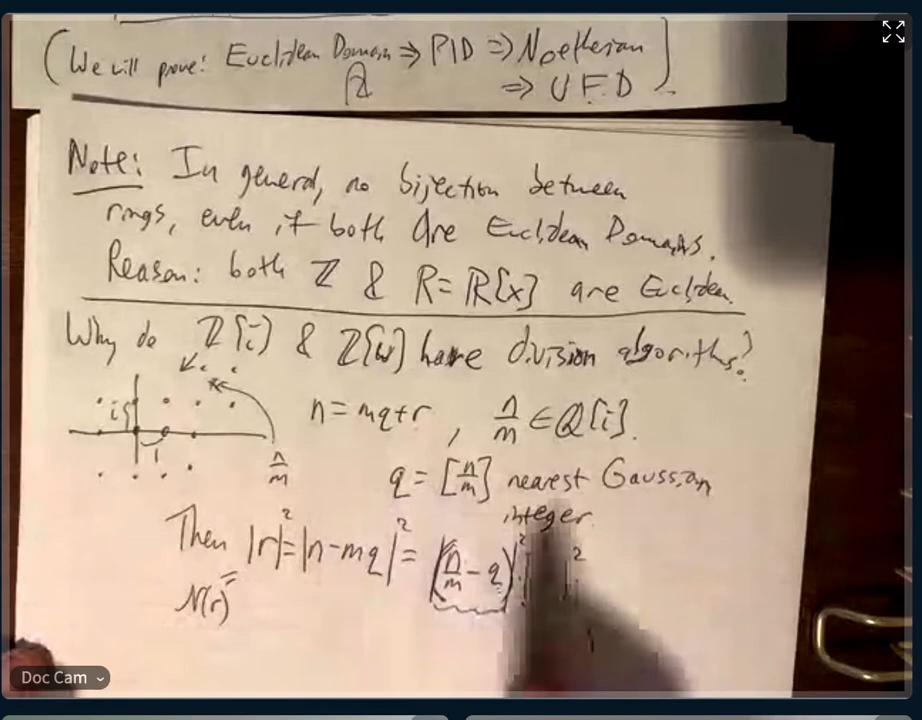 (We will prove: Euclidean Domain ⇒ PID ⇒ Noetherian
⇒ UFD)
Note: In general, no bijection between
rings, even if both are Euclidean Domains.
Reason: both ℤ & R = ℝ[x] are Euclidean.
Why do ℤ[i] & ℤ[ω] have division algorithms?
n = mq+r, n/m ∈ ℚ[i].
i
1
n/m
q = [n/m] nearest Gaussian
integer.
Then |r|² = |n-mq|² = |n/m - q|²
N(r) =
Doc Cam